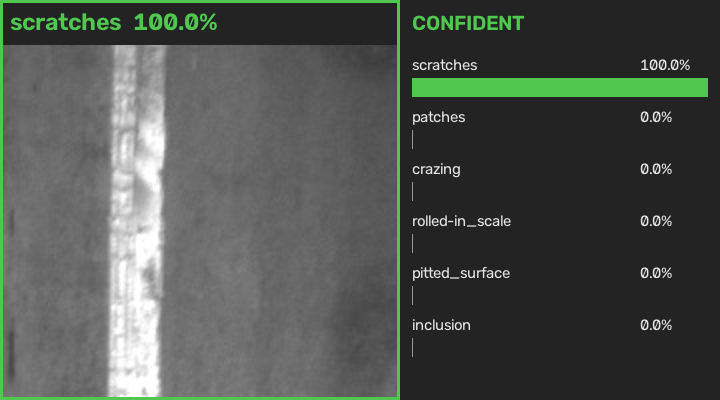 scratches 100.0%
CONFIDENT
scratches 100.0%
patches 0.0%
crazing 0.0%
rolled-in_scale 0.0%
pitted_surface 0.0%
inclusion 0.0%